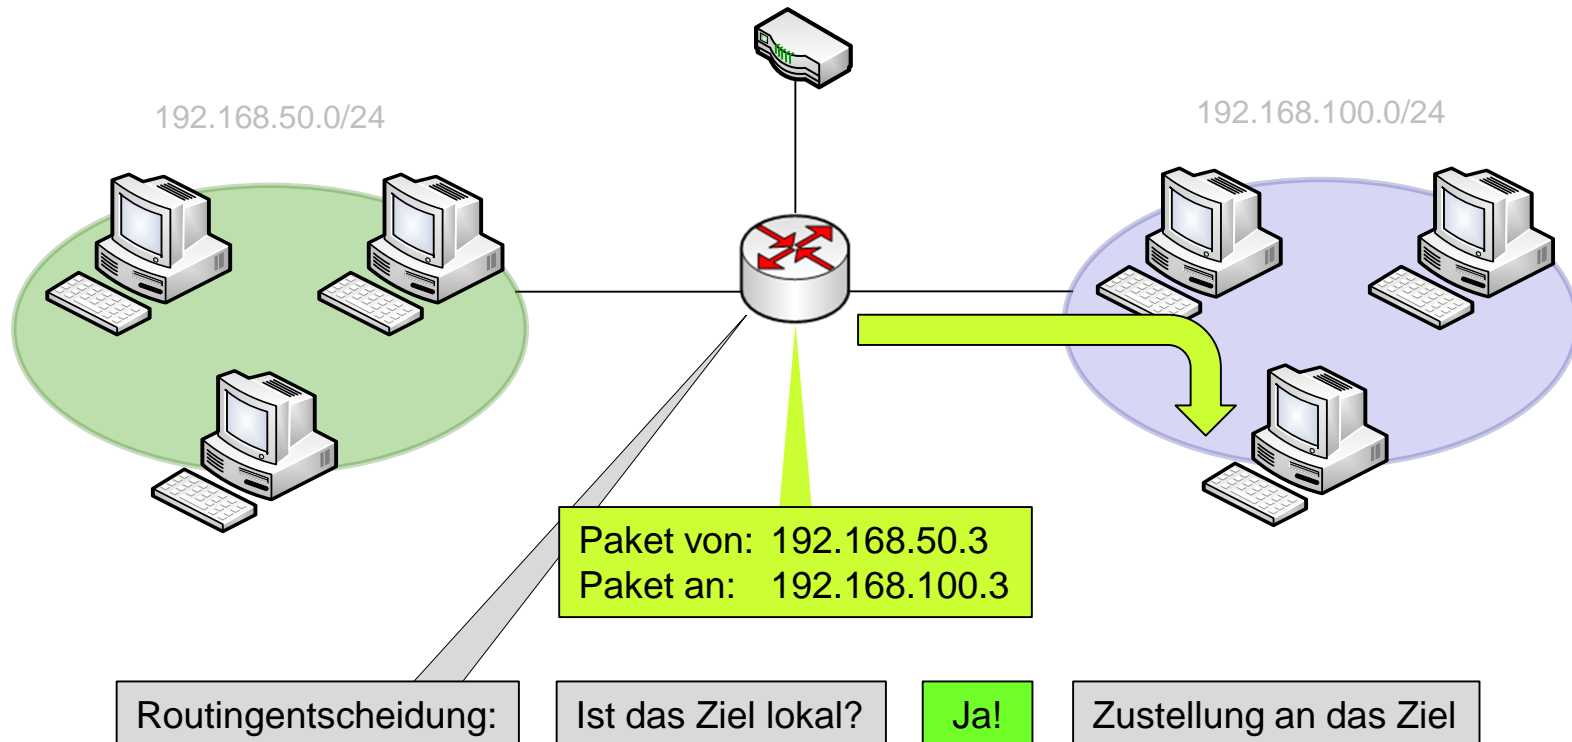 192.168.50.0/24
192.168.100.0/24
Paket von: 192.168.50.3
Paket an: 192.168.100.3
Routingentscheidung:
Ist das Ziel lokal?
Ja!
Zustellung an das Ziel